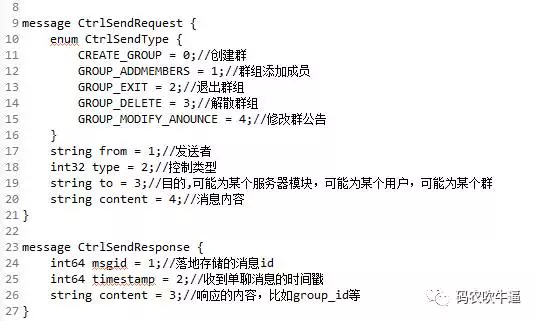 8
9 message CtrlSendRequest {
10 enum CtrlSendType {
11 CREATE_GROUP = 0;//创建群
12 GROUP_ADDMEMBERS = 1;//群组添加成员
13 GROUP_EXIT = 2;//退出群组
14 GROUP_DELETE = 3;//解散群组
15 GROUP_MODIFY_ANOUNCE = 4;//修改群公告
16 }
17 string from = 1;//发送者
18 int32 type = 2;//控制类型
19 string to = 3;//目的,可能为某个服务器模块，可能为某个用户，可能为某个群
20 string content = 4;//消息内容
21 }
22
23 message CtrlSendResponse {
24 int64 msgid = 1;//落地存储的消息id
25 int64 timestamp = 2;//收到单聊消息的时间戳
26 string content = 3;//响应的内容，比如group_id等
27 }
码农吹牛逼